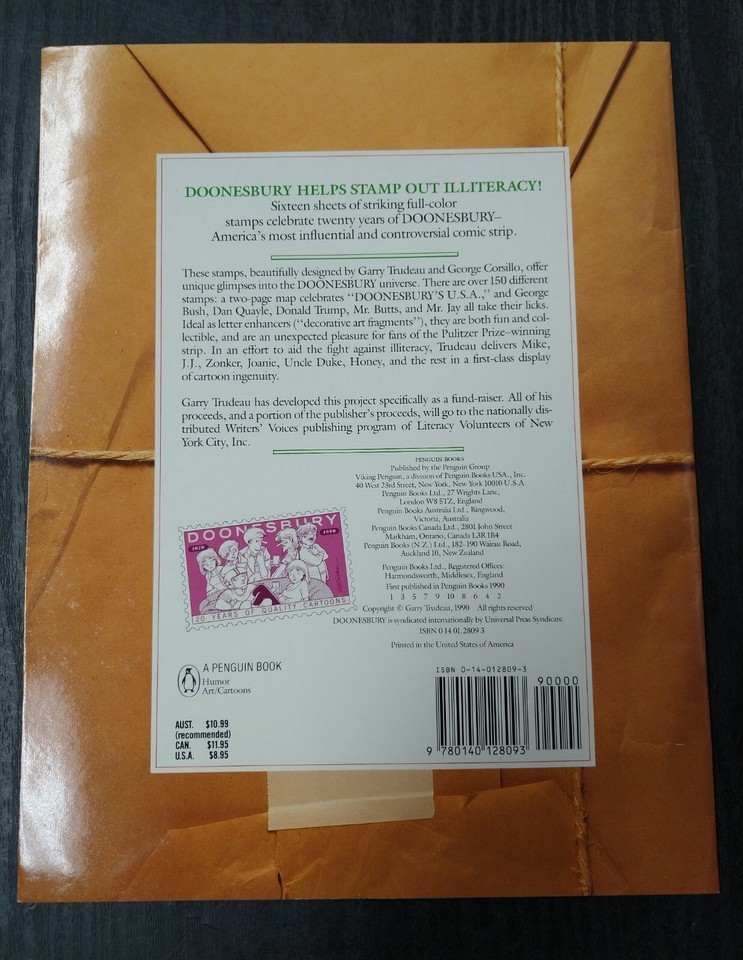 DOONESBURY HELPS STAMP OUT ILLITERACY!
Sixteen sheets of striking full-color
stamps celebrate twenty years of DOONESBURY–
America's most influential and controversial comic strip.
These stamps, beautifully designed by Garry Trudeau and George Corsillo, offer
unique glimpses into the DOONESBURY universe. There are over 150 different
stamps: a two-page map celebrates "DOONESBURY'S U.S.A.," and George
Bush, Dan Quayle, Donald Trump, Mr. Butts, and Mr. Jay all take their licks.
Ideal as letter enhancers ("decorative art fragments"), they are both fun and col-
lectible, and are an unexpected pleasure for fans of the Pulitzer Prize–winning
strip. In an effort to aid the fight against illiteracy, Trudeau delivers Mike,
J.J., Zonker, Joanie, Uncle Duke, Honey, and the rest in a first-class display
of cartoon ingenuity.
Garry Trudeau has developed this project specifically as a fund-raiser. All of his
proceeds, and a portion of the publisher's proceeds, will go to the nationally dis-
tributed Writers' Voices publishing program of Literacy Volunteers of New
York City, Inc.
PENGUIN BOOKS
Published by the Penguin Group
Viking Penguin, a division of Penguin Books USA., Inc.
40 West 23rd Street, New York, New York 10010 U.S.A.
Penguin Books Ltd., 27 Wrights Lane,
London W8 5TZ, England
Penguin Books Australia Ltd., Ringwood,
Victoria, Australia
Penguin Books Canada Ltd., 2801 John Street
Markham, Ontario, Canada L3R 1B4
Penguin Books (N.Z.) Ltd., 182–190 Wairau Road,
Auckland 10, New Zealand
Penguin Books Ltd., Registered Offices:
Harmondsworth, Middlesex, England
First published in Penguin Books 1990
1 3 5 7 9 10 8 6 4 2
Copyright © Garry Trudeau, 1990 All rights reserved
DOONESBURY is syndicated internationally by Universal Press Syndicate.
ISBN 0 14 01 2809 3
Printed in the United States of America
DOONESBURY
1970 1990
20 YEARS OF QUALITY CARTOONS
A PENGUIN BOOK
Humor
Art/Cartoons
AUST. $10.99
(recommended)
CAN. $11.95
U.S.A. $8.95
ISBN 0-14-012809-3
90000
9 780140 128093